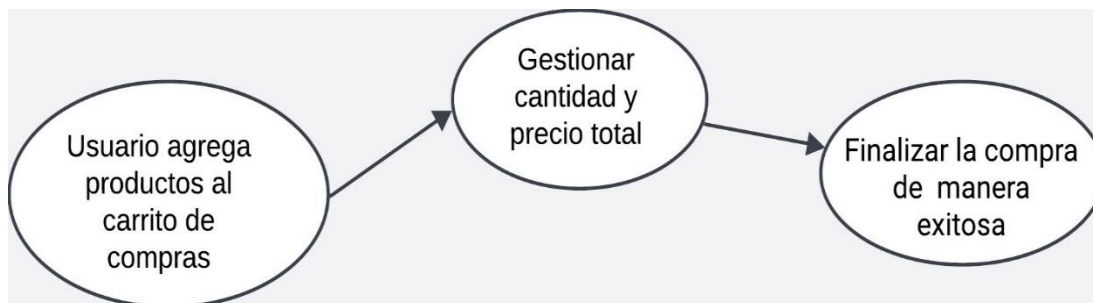 Usuario agrega
productos al
carrito de
compras
Gestionar
cantidad y
precio total
Finalizar la compra
de manera
exitosa